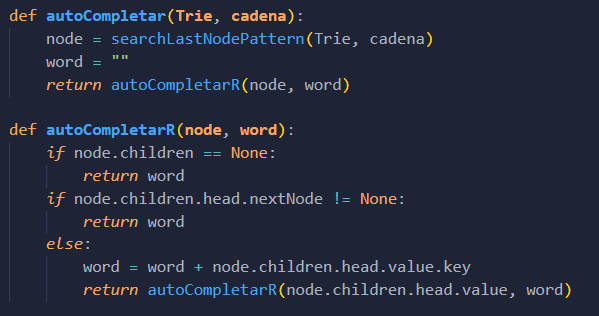 def autoCompletar(Trie, cadena):
    node = searchLastNodePattern(Trie, cadena)
    word = ""
    return autoCompletarR(node, word)

def autoCompletarR(node, word):
    if node.children == None:
        return word
    if node.children.head.nextNode != None:
        return word
    else:
        word = word + node.children.head.value.key
        return autoCompletarR(node.children.head.value, word)